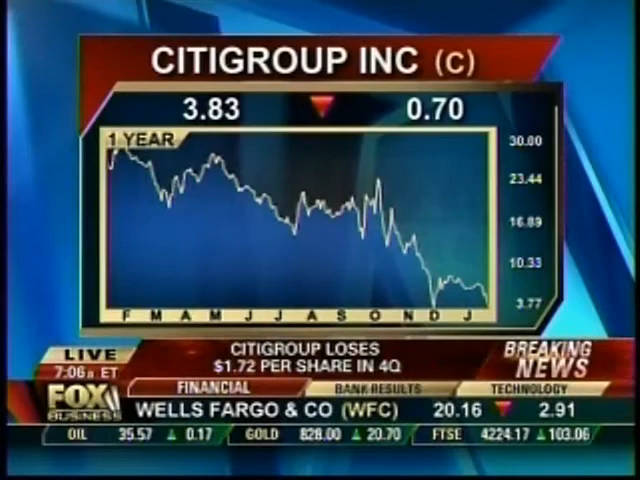 CITIGROUP INC (C)
3.83 ▼ 0.70
1 YEAR
30.00
23.44
16.89
10.33
3.77
F M A M J J A S O N D J
LIVE
7:06a ET
CITIGROUP LOSES
$1.72 PER SHARE IN 4Q
BREAKING
NEWS
FINANCIAL BANK RESULTS TECHNOLOGY
FOX
BUSINESS
WELLS FARGO & CO (WFC) 20.16 ▼ 2.91
OIL 35.57 ▲ 0.17 GOLD 828.00 ▲ 20.70 FTSE 4224.17 ▲ 103.06